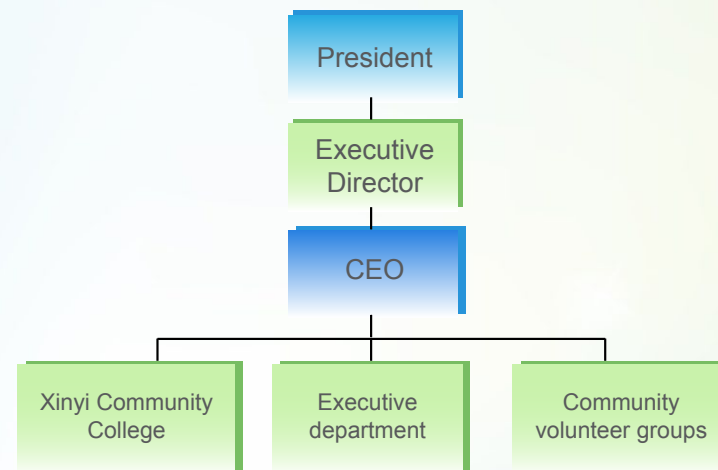 President
Executive
Director
CEO
Xinyi Community
College
Executive
department
Community
volunteer groups